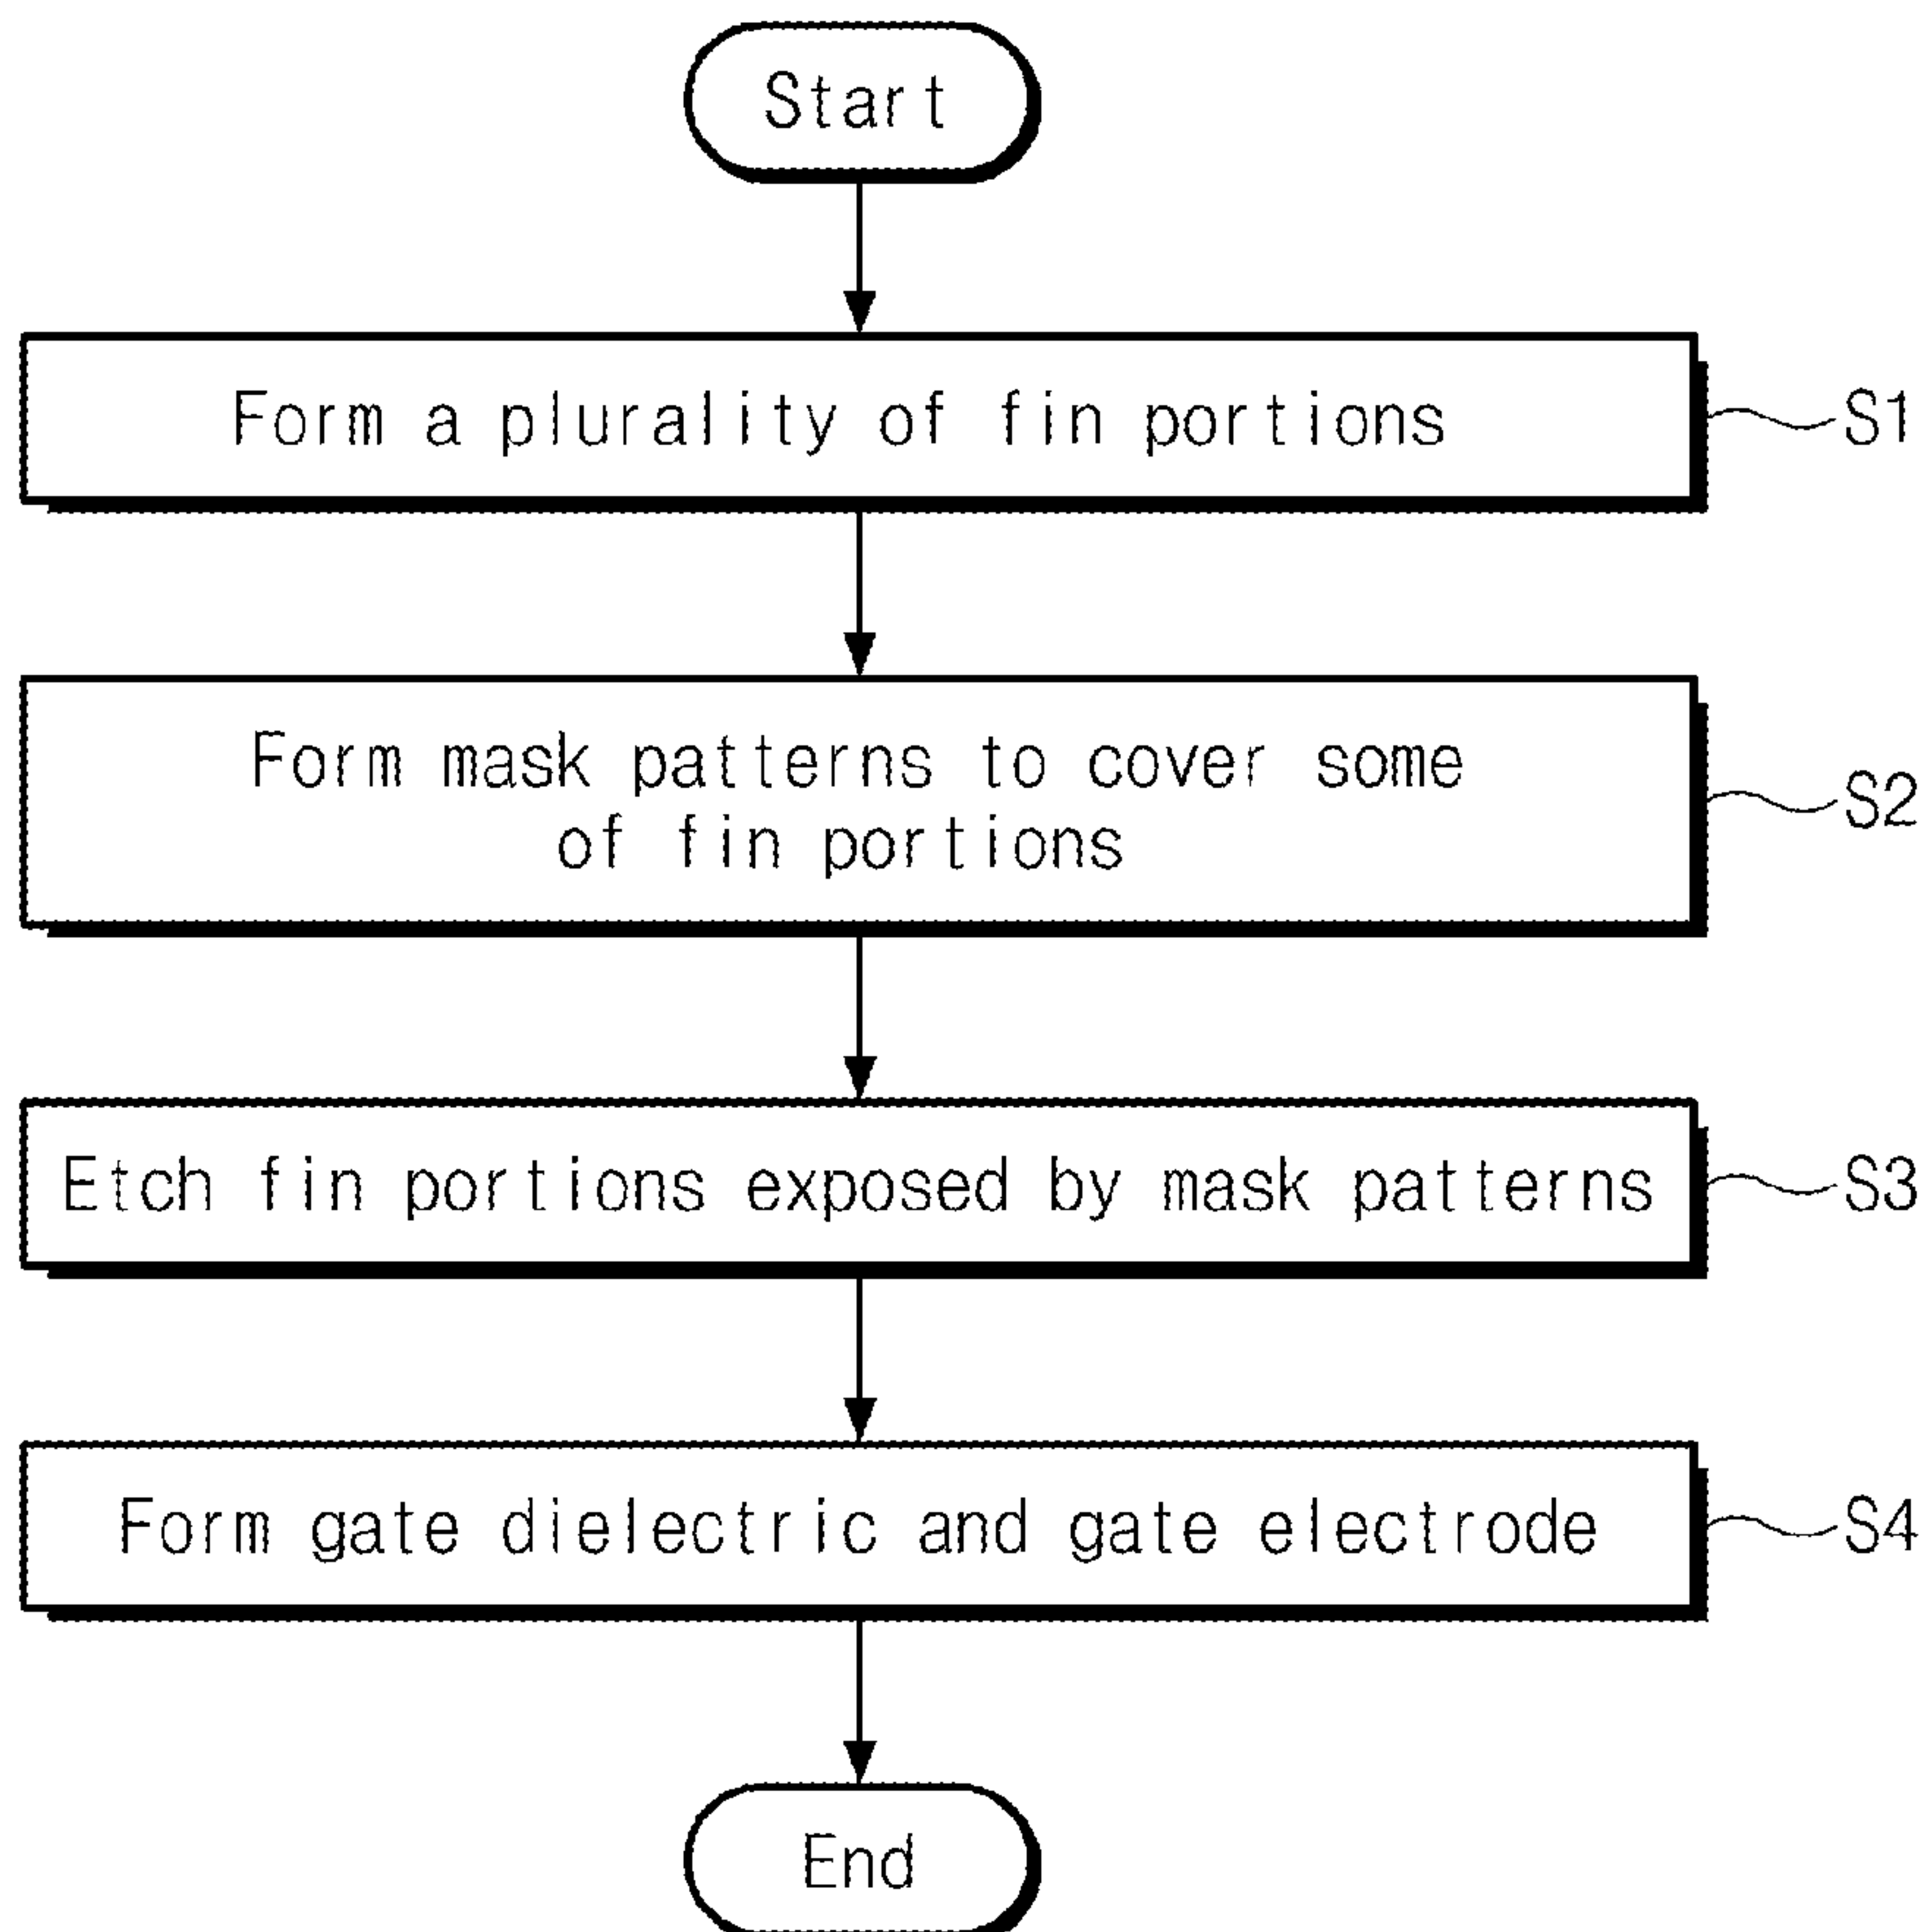 Start
Form a plurality of fin portions
S1
Form mask patterns to cover some
of fin portions
S2
Etch fin portions exposed by mask patterns
S3
Form gate dielectric and gate electrode
S4
End